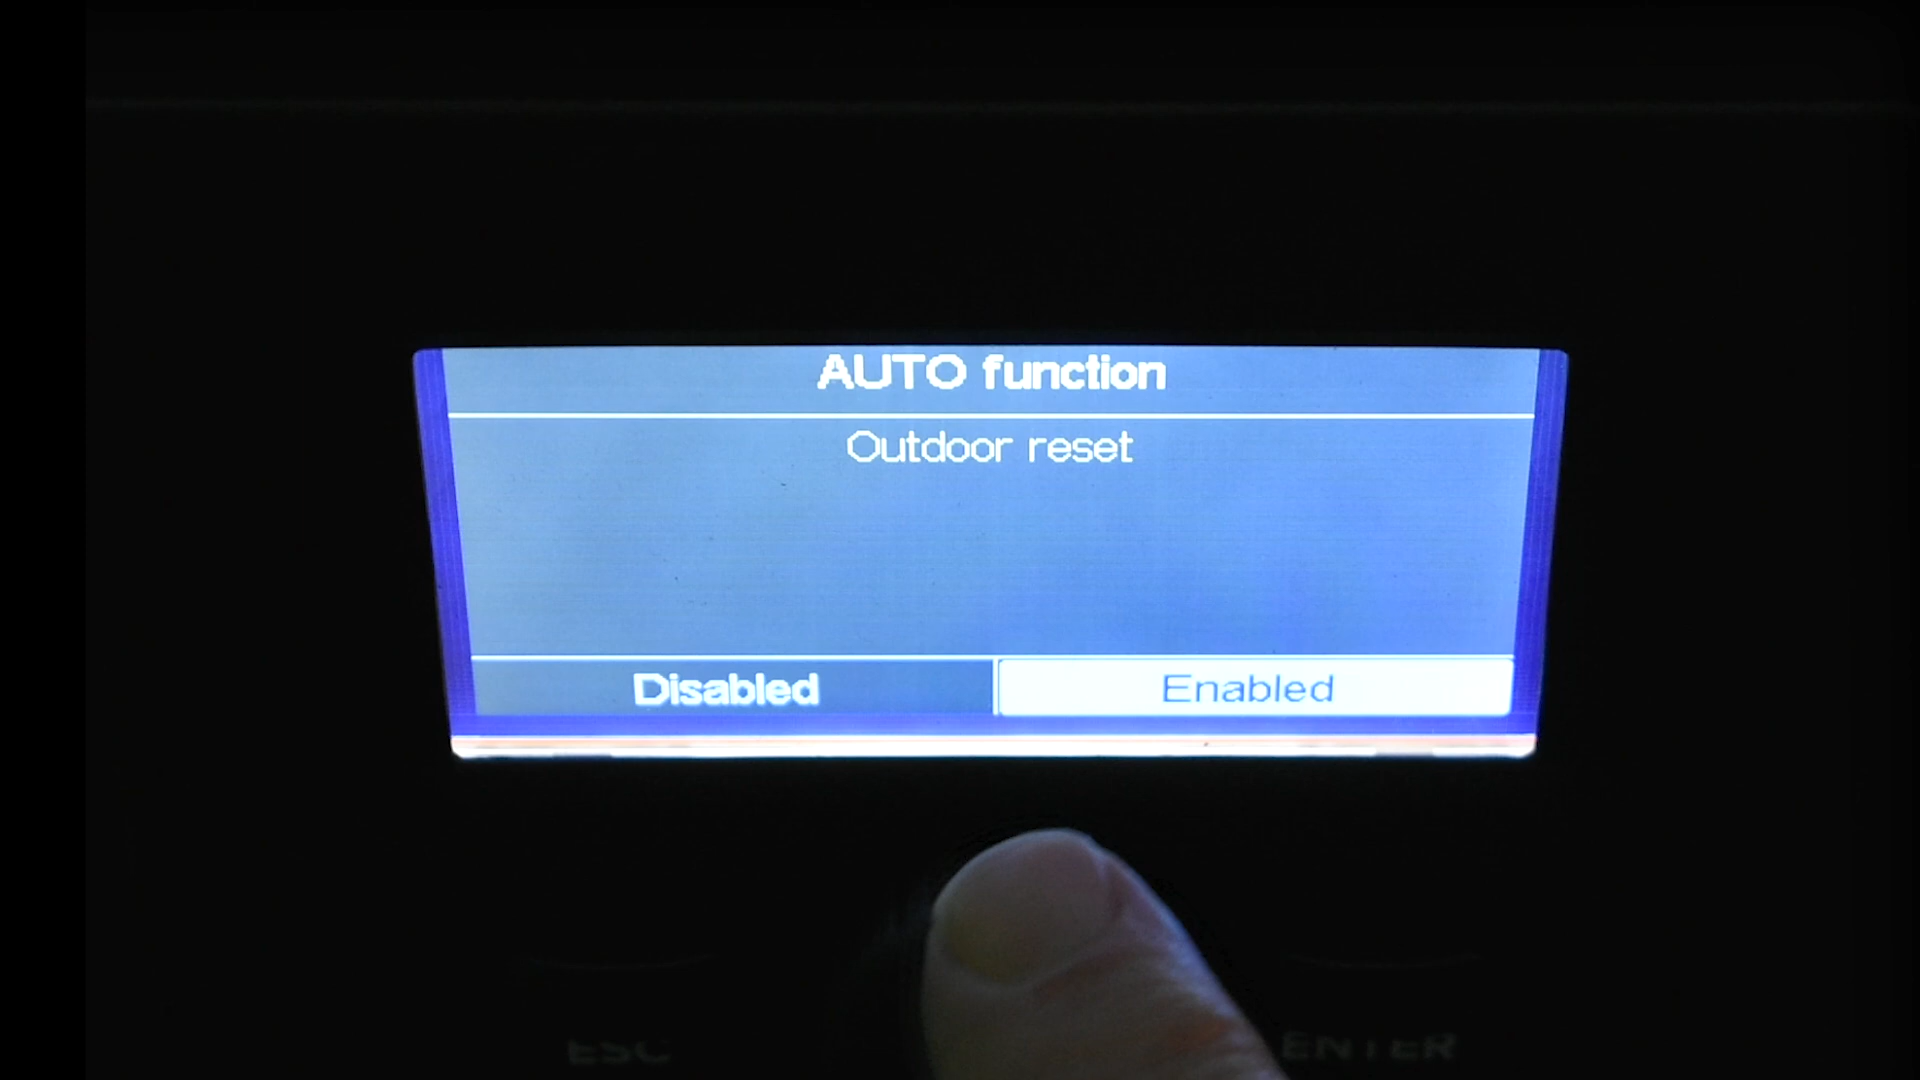 AUTO function
Outdoor reset
Disabled Enabled
ESC ENTER